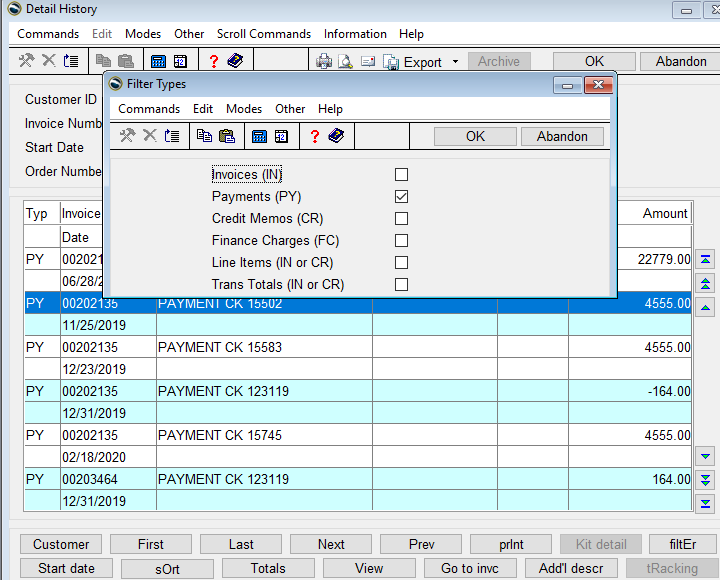 Detail History
Commands Edit Modes Other Scroll Commands Information Help
Export Archive OK Abandon
Customer ID
Invoice Numb
Start Date
Order Numbe
Filter Types
Commands Edit Modes Other Help
OK Abandon
Invoices (IN)
Payments (PY)
Credit Memos (CR)
Finance Charges (FC)
Line Items (IN or CR)
Trans Totals (IN or CR)
Typ Invoice Amount
Date
PY 002021 22779.00
06/28/2
PY 00202135 PAYMENT CK 15502 4555.00
11/25/2019
PY 00202135 PAYMENT CK 15583 4555.00
12/23/2019
PY 00202135 PAYMENT CK 123119 -164.00
12/31/2019
PY 00202135 PAYMENT CK 15745 4555.00
02/18/2020
PY 00203464 PAYMENT CK 123119 164.00
12/31/2019
Customer First Last Next Prev prInt Kit detail filtEr
Start date sOrt Totals View Go to invc Add'l descr tRacking